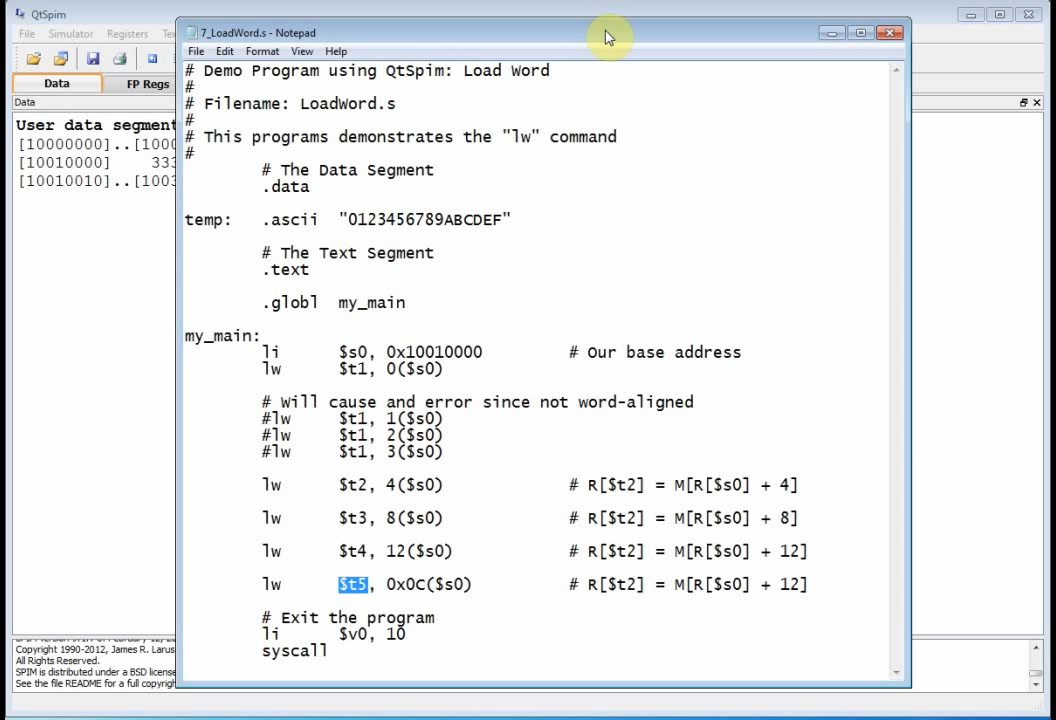 QtSpim
File Simulator Registers
Data FP Regs
Data
User data segment
[10000000]..[
[10010000] 333
[10010010]..[
7_LoadWord.s - Notepad
File Edit Format View Help
# Demo Program using QtSpim: Load Word
#
# Filename: LoadWord.s
#
# This programs demonstrates the "lw" command
#
# The Data Segment
.data
temp: .ascii "0123456789ABCDEF"
# The Text Segment
.text
.globl my_main
my_main:
li $s0, 0x10010000 # Our base address
lw $t1, 0($s0)
# Will cause and error since not word-aligned
#lw $t1, 1($s0)
#lw $t1, 2($s0)
#lw $t1, 3($s0)
lw $t2, 4($s0) # R[$t2] = M[R[$s0] + 4]
lw $t3, 8($s0) # R[$t2] = M[R[$s0] + 8]
lw $t4, 12($s0) # R[$t2] = M[R[$s0] + 12]
lw $t5, 0x0C($s0) # R[$t2] = M[R[$s0] + 12]
# Exit the program
li $v0, 10
syscall
Copyright 1990-2012, James R. Larus
All Rights Reserved.
SPIM is distributed under a BSD license
See the file README for a full copyrigh